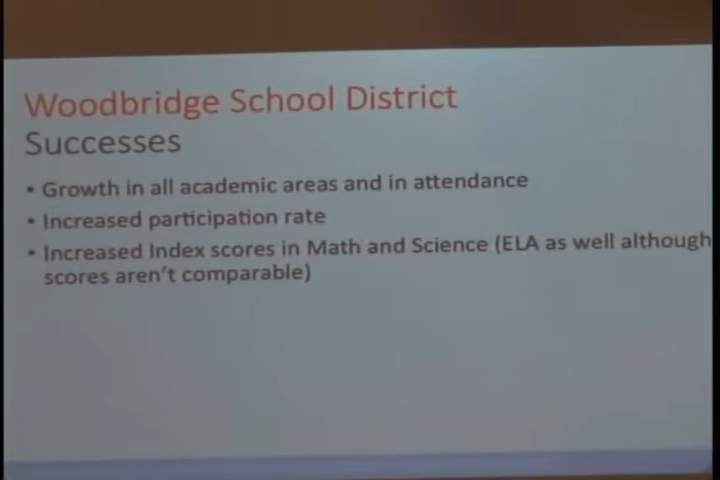 Woodbridge School District
Successes
• Growth in all academic areas and in attendance
• Increased participation rate
• Increased Index scores in Math and Science (ELA as well although
scores aren't comparable)